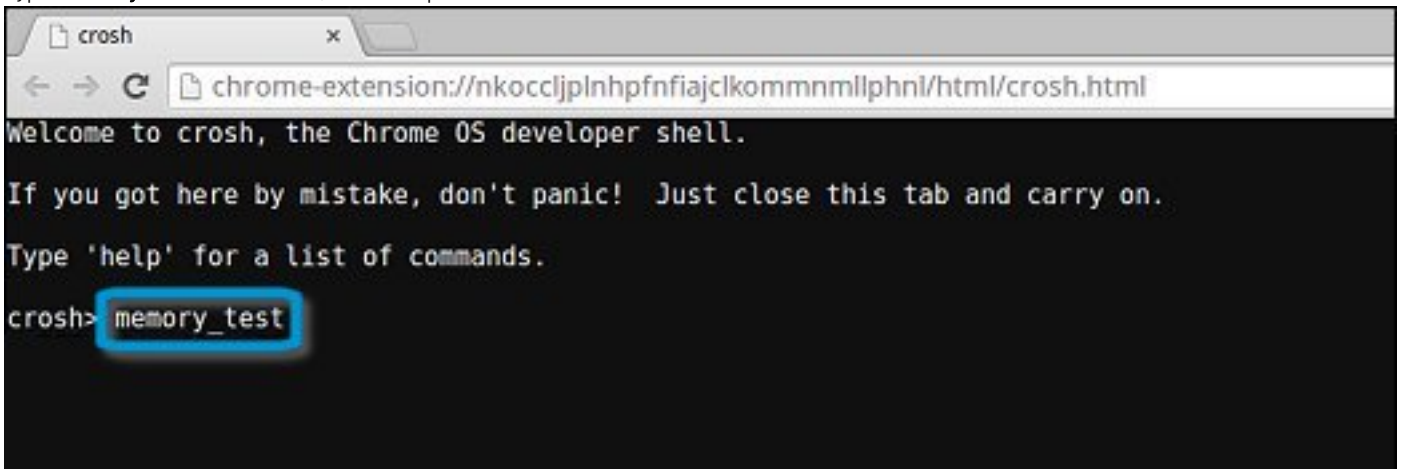 crosh
chrome-extension://nkoccljplnhpfnfiajclkommnmllphnl/html/crosh.html
Welcome to crosh, the Chrome OS developer shell.
If you got here by mistake, don't panic!  Just close this tab and carry on.
Type 'help' for a list of commands.
crosh> memory_test